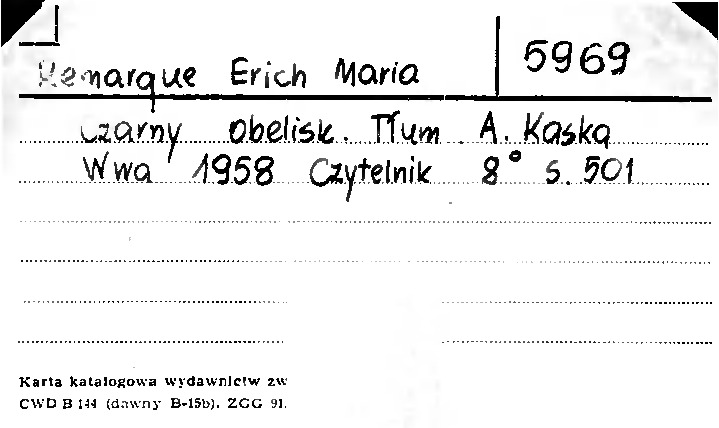 Remarque Erich Maria 5969
Czarny obelisk. Tłum. A. Kaska
Wwa 1958 Czytelnik 8° s. 501
Karta katalogowa wydawnictw zw
CWD B 144 (dawny B-15b). ZGG 91.